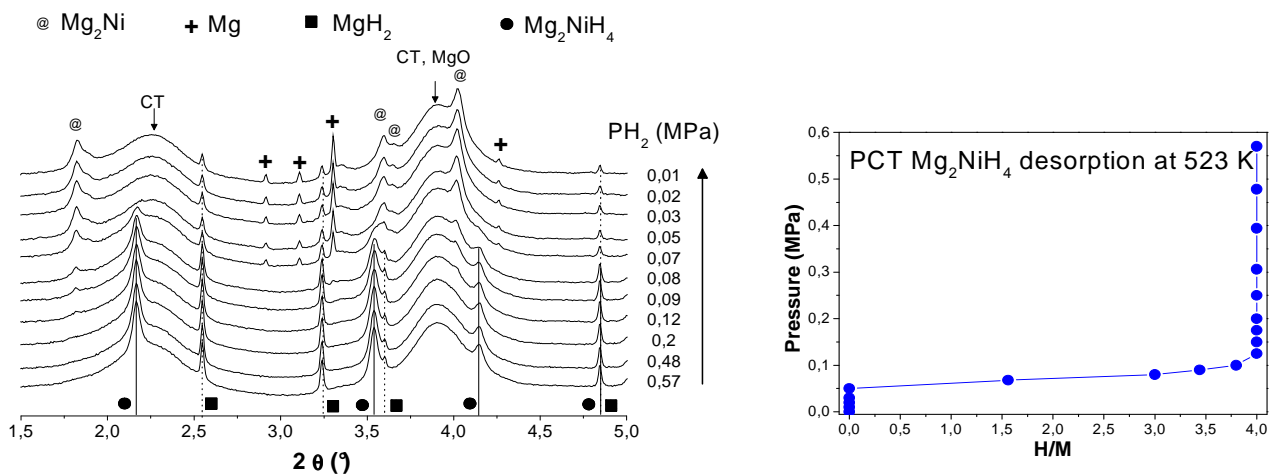 @ Mg2Ni + Mg ■ MgH2 ● Mg2NiH4
CT, MgO
@
CT
@
@
@
+
+
+
+
PH2 (MPa)
0,01
0,02
0,03
0,05
0,07
0,08
0,09
0,12
0,2
0,48
0,57
1,5 2,0 2,5 3,0 3,5 4,0 4,5 5,0
2 θ (°)
PCT Mg2NiH4 desorption at 523 K
Pressure (MPa)
0,6
0,5
0,4
0,3
0,2
0,1
0,0
0,0 0,5 1,0 1,5 2,0 2,5 3,0 3,5 4,0
H/M